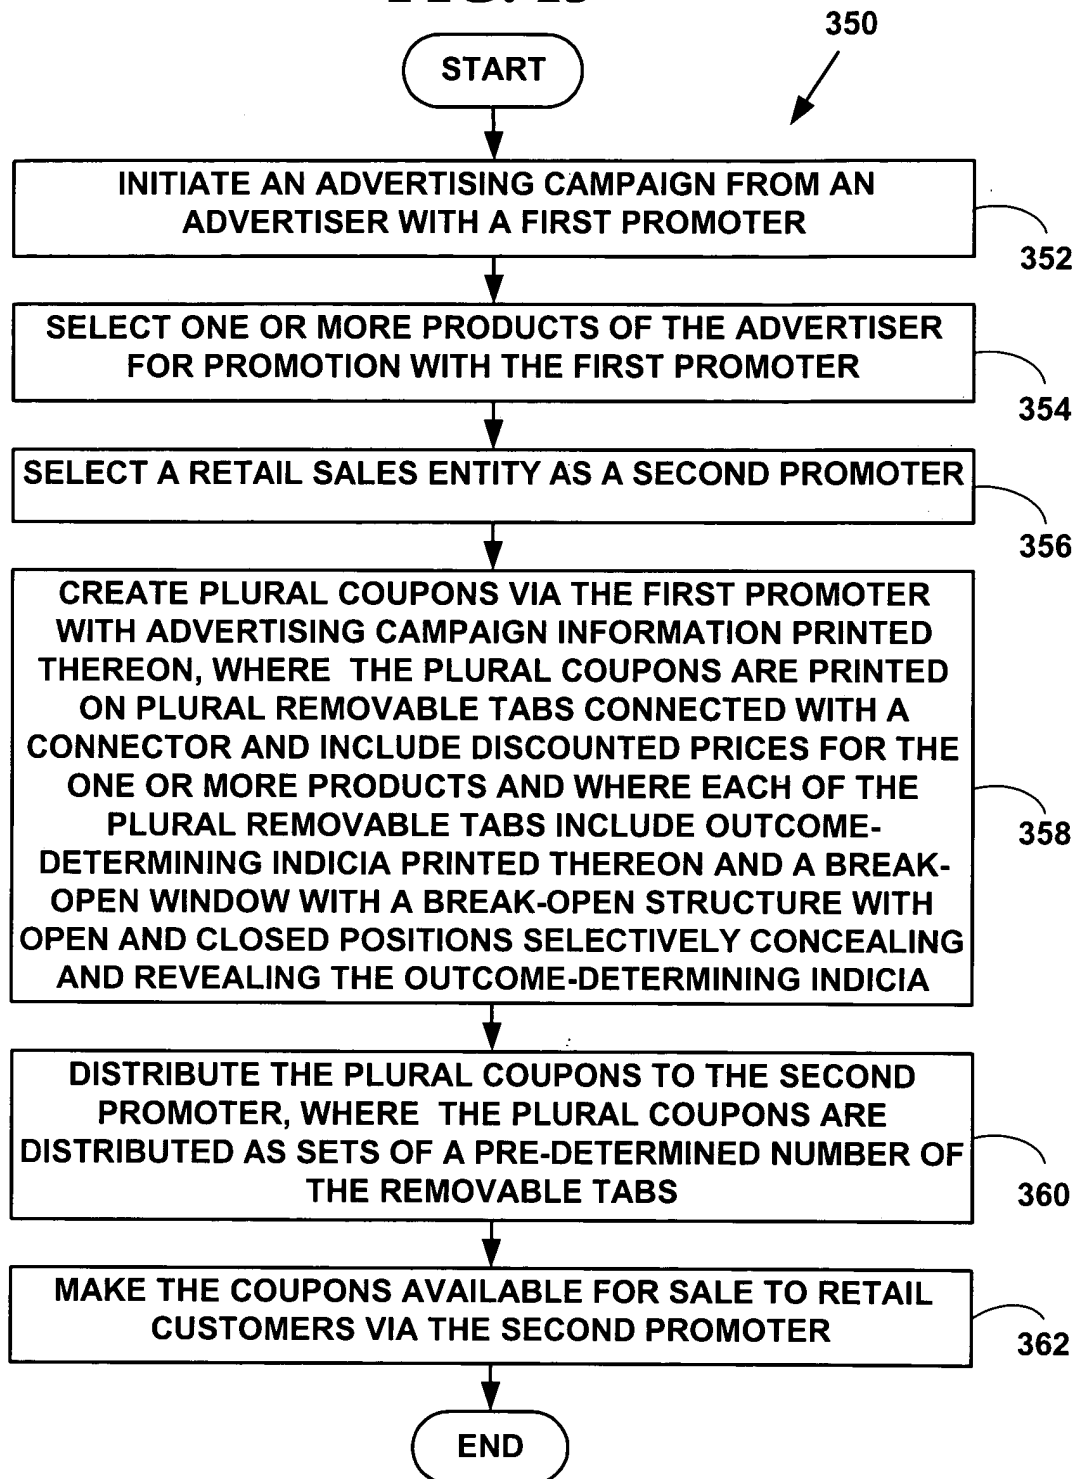 350
START
INITIATE AN ADVERTISING CAMPAIGN FROM AN
ADVERTISER WITH A FIRST PROMOTER
352
SELECT ONE OR MORE PRODUCTS OF THE ADVERTISER
FOR PROMOTION WITH THE FIRST PROMOTER
354
SELECT A RETAIL SALES ENTITY AS A SECOND PROMOTER
356
CREATE PLURAL COUPONS VIA THE FIRST PROMOTER
WITH ADVERTISING CAMPAIGN INFORMATION PRINTED
THEREON, WHERE THE PLURAL COUPONS ARE PRINTED
ON PLURAL REMOVABLE TABS CONNECTED WITH A
CONNECTOR AND INCLUDE DISCOUNTED PRICES FOR THE
ONE OR MORE PRODUCTS AND WHERE EACH OF THE
PLURAL REMOVABLE TABS INCLUDE OUTCOME-
DETERMINING INDICIA PRINTED THEREON AND A BREAK-
OPEN WINDOW WITH A BREAK-OPEN STRUCTURE WITH
OPEN AND CLOSED POSITIONS SELECTIVELY CONCEALING
AND REVEALING THE OUTCOME-DETERMINING INDICIA
358
DISTRIBUTE THE PLURAL COUPONS TO THE SECOND
PROMOTER, WHERE THE PLURAL COUPONS ARE
DISTRIBUTED AS SETS OF A PRE-DETERMINED NUMBER OF
THE REMOVABLE TABS
360
MAKE THE COUPONS AVAILABLE FOR SALE TO RETAIL
CUSTOMERS VIA THE SECOND PROMOTER
362
END